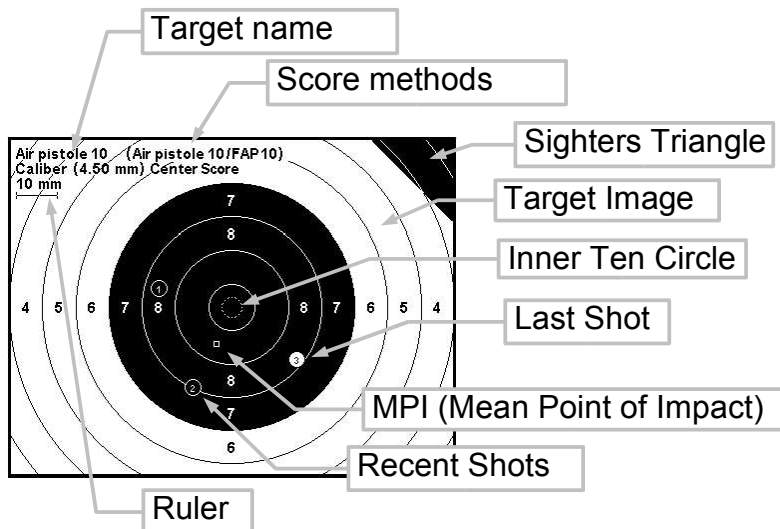 Target name
Score methods
Air pistole 10 (Air pistole 10/FAP10)
Caliber (4.50 mm) Center Score
10 mm
Sighters Triangle
Target Image
Inner Ten Circle
Last Shot
MPI (Mean Point of Impact)
Recent Shots
Ruler
7
8
1
4 5 6 7 8 8 7 6 5 4
3
2
8
7
6